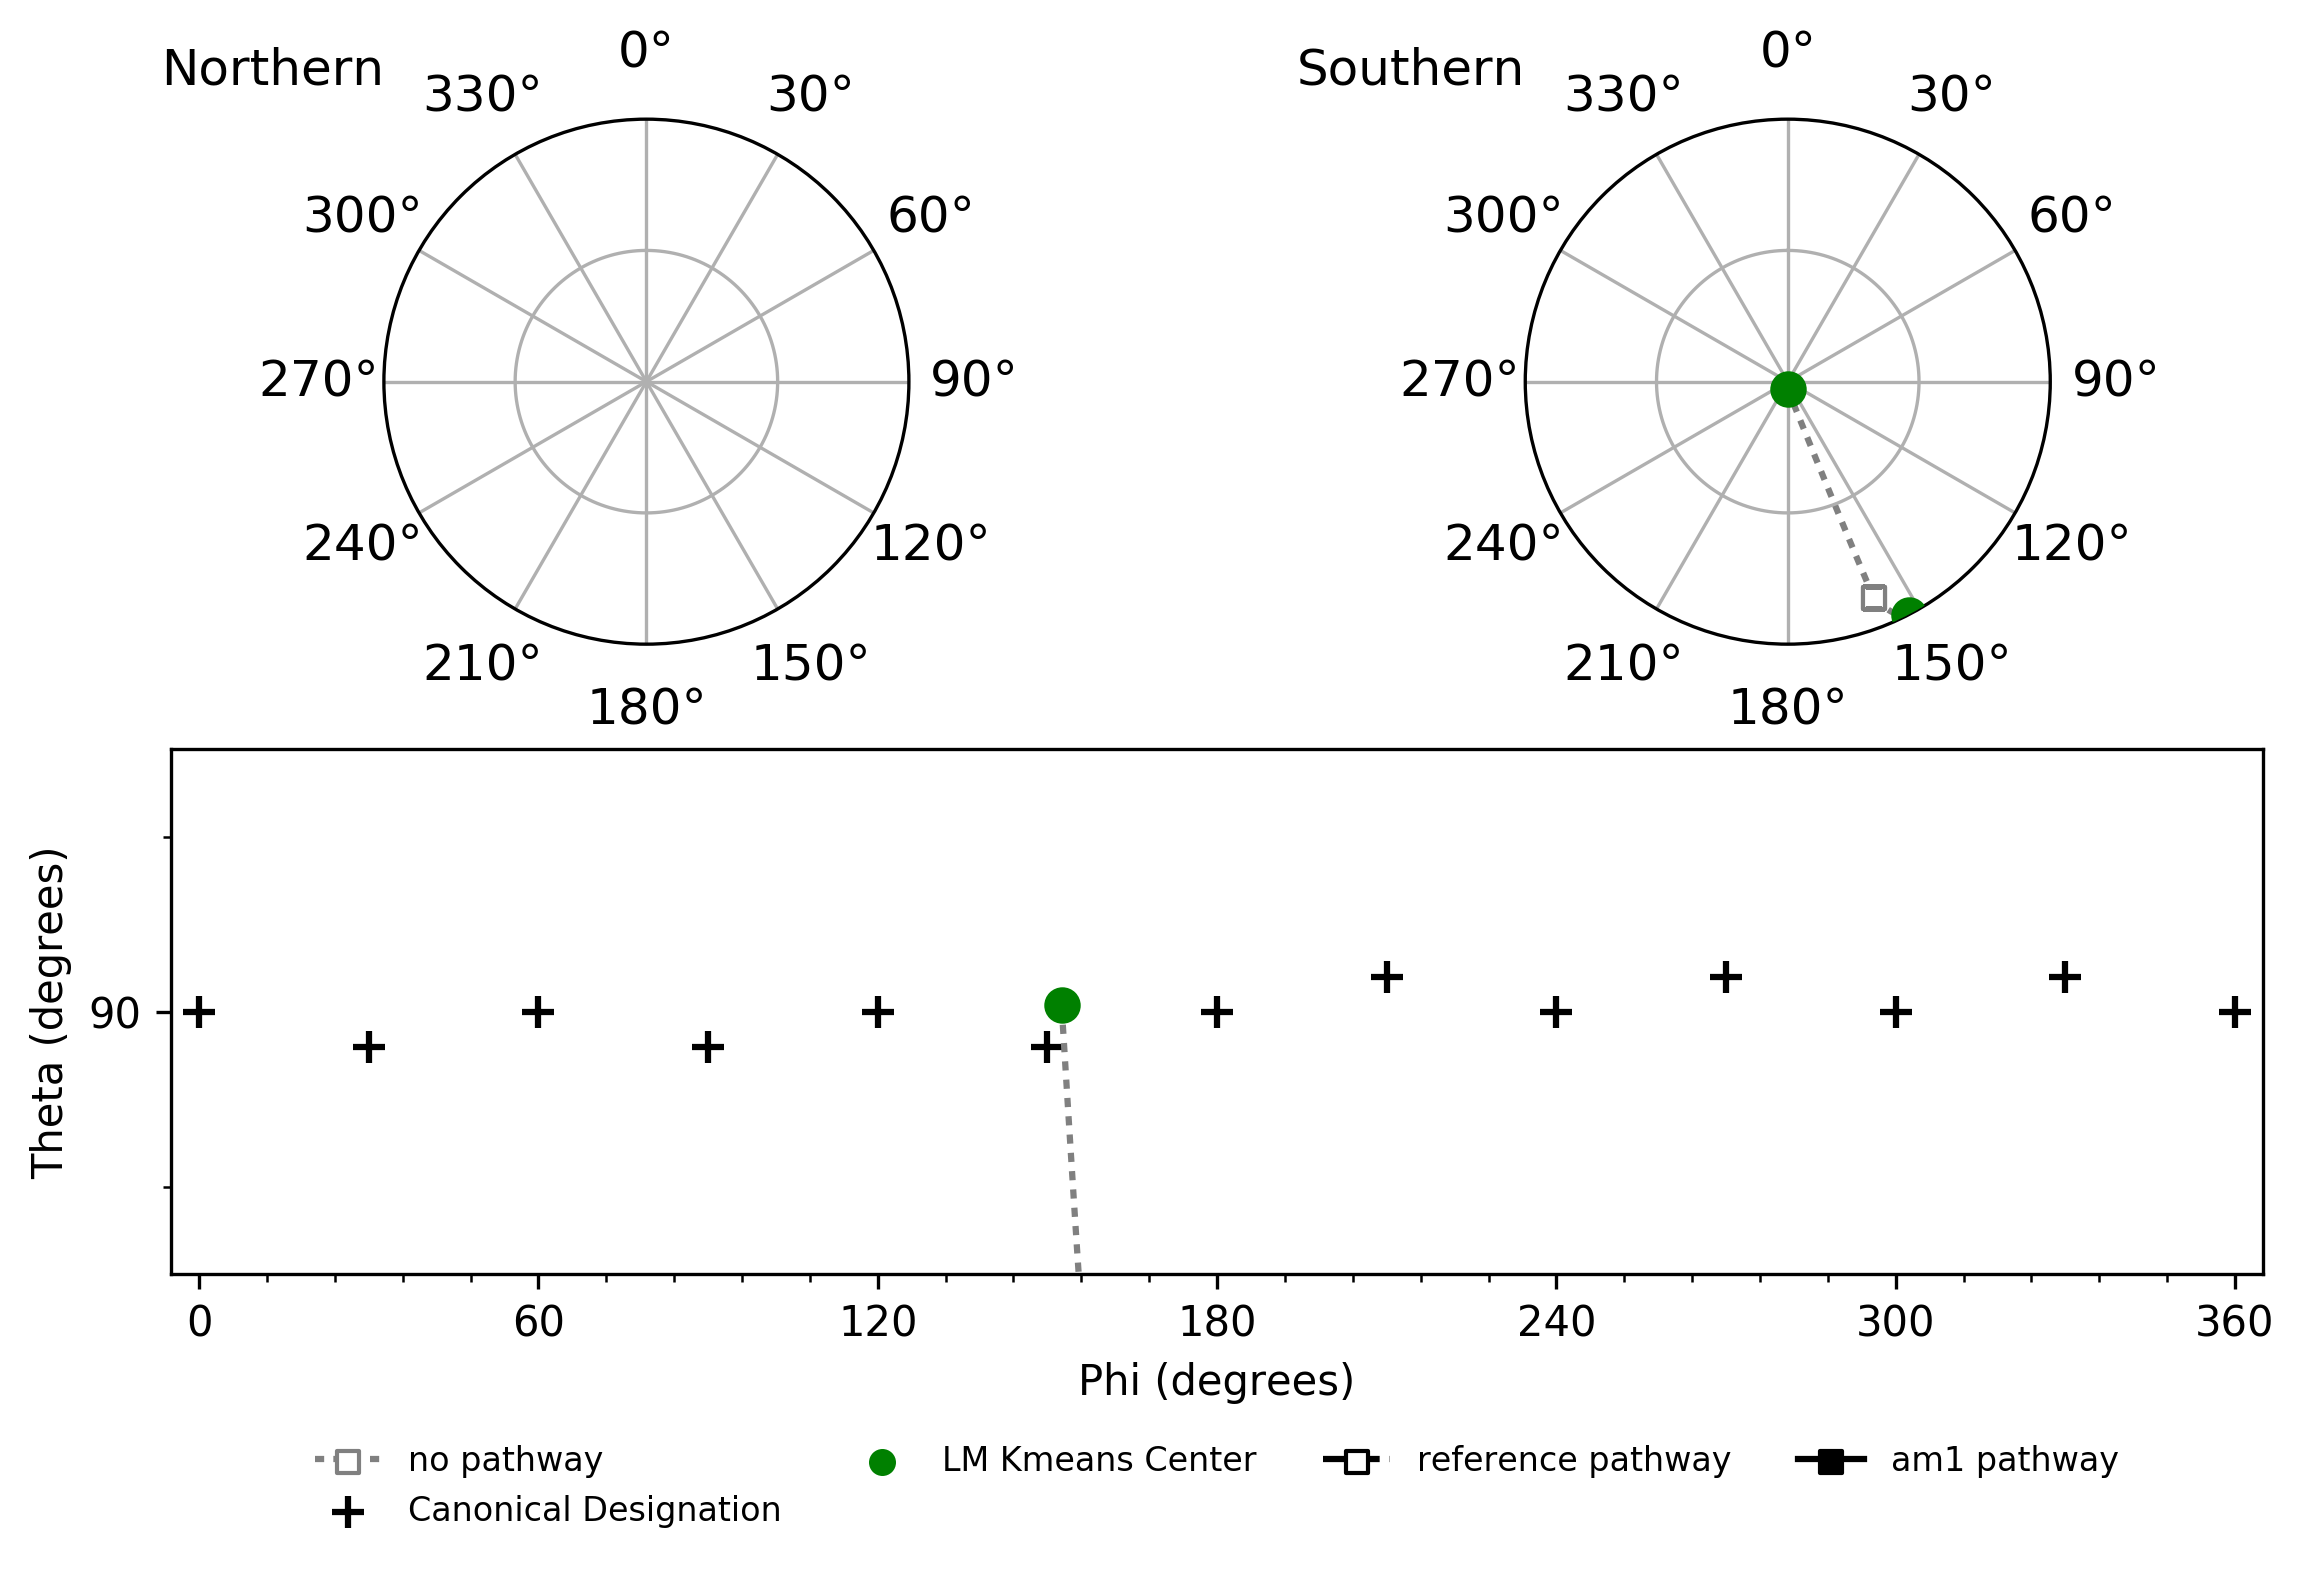 Northern
0°
330°
30°
300°
60°
270°
90°
240°
120°
210°
150°
180°
Southern
0°
330°
30°
300°
60°
270°
90°
240°
120°
210°
150°
180°
Theta (degrees)
90
0 60 120 180 240 300 360
Phi (degrees)
no pathway
Canonical Designation
LM Kmeans Center
reference pathway
am1 pathway